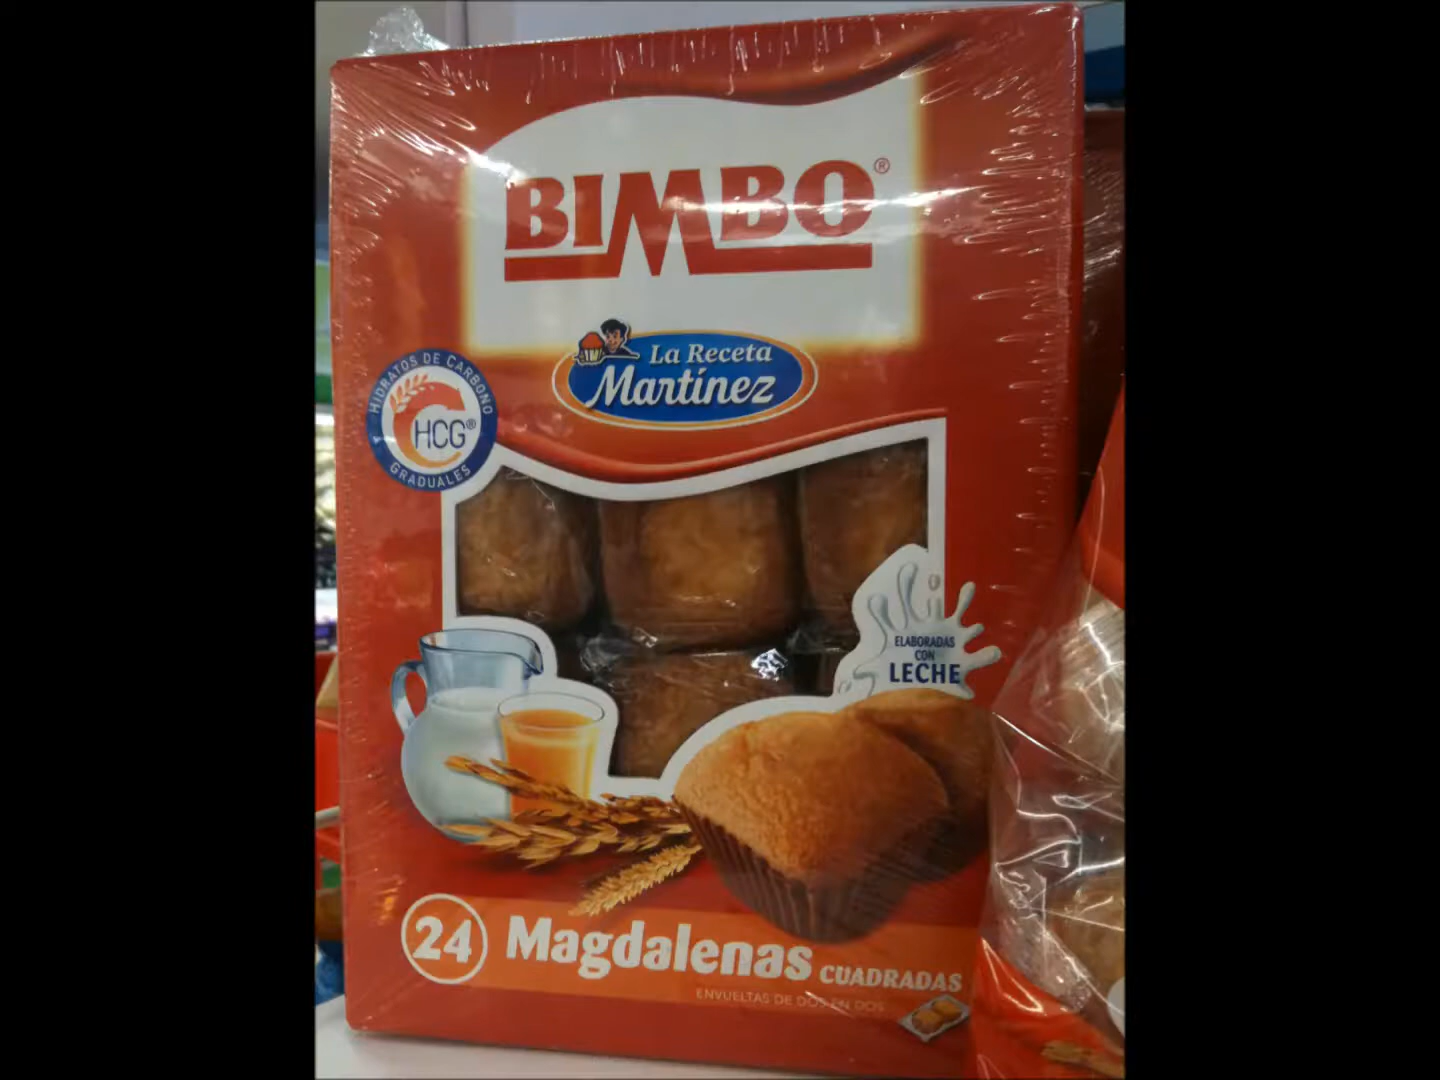 BIMBO®
La Receta
Martínez
HIDRATOS DE CARBONO
HCG®
GRADUALES
ELABORADAS
CON
LECHE
24 Magdalenas CUADRADAS
ENVUELTAS DE DOS EN DOS